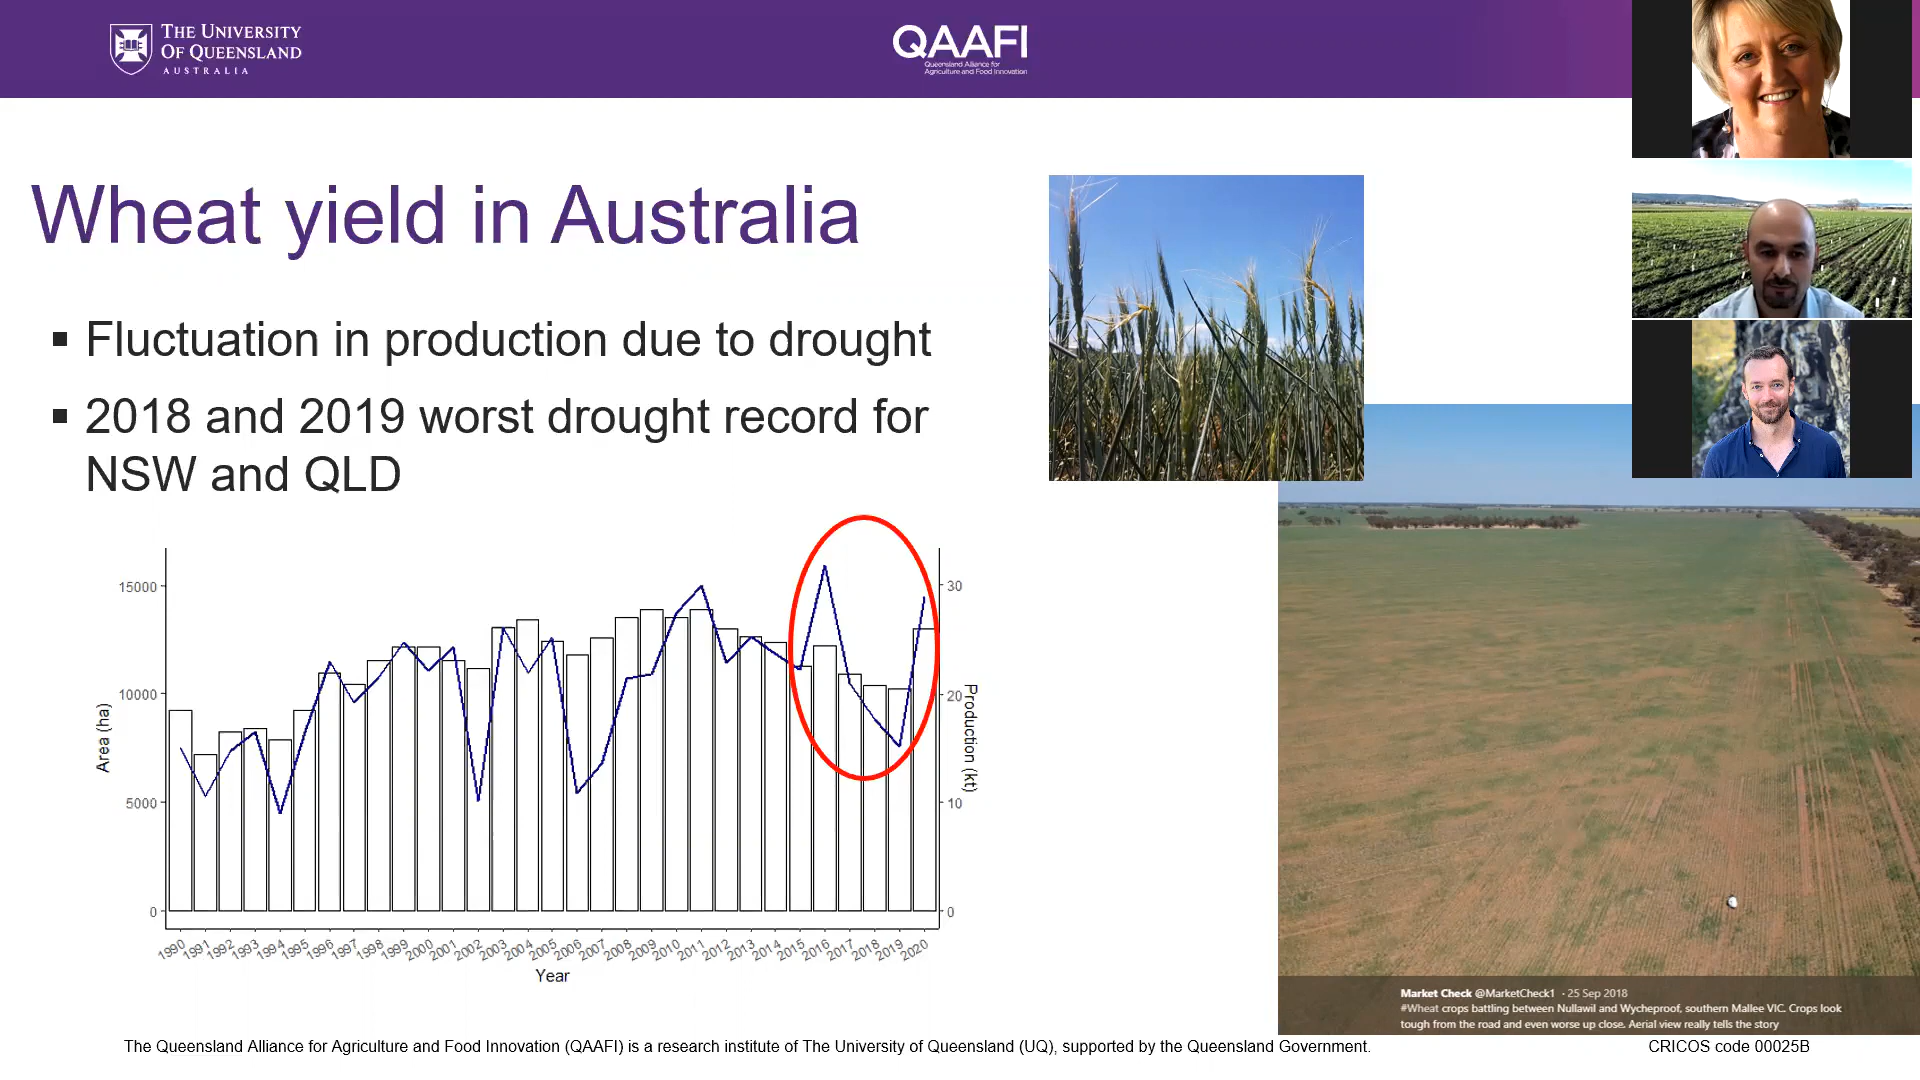 THE UNIVERSITY
OF QUEENSLAND
AUSTRALIA
QAAFI
Queensland Alliance for
Agriculture and Food Innovation
Wheat yield in Australia
▪ Fluctuation in production due to drought
▪ 2018 and 2019 worst drought record for
NSW and QLD
15000
10000
5000
0
Area (ha)
30
20
10
0
Production (kt)
1990 1991 1992 1993 1994 1995 1996 1997 1998 1999 2000 2001 2002 2003 2004 2005 2006 2007 2008 2009 2010 2011 2012 2013 2014 2015 2016 2017 2018 2019 2020
Year
Market Check @MarketCheck1 · 25 Sep 2018
#Wheat crops battling between Nullawil and Wycheproof, southern Mallee VIC. Crops look
tough from the road and even worse up close. Aerial view really tells the story
The Queensland Alliance for Agriculture and Food Innovation (QAAFI) is a research institute of The University of Queensland (UQ), supported by the Queensland Government.
CRICOS code 00025B